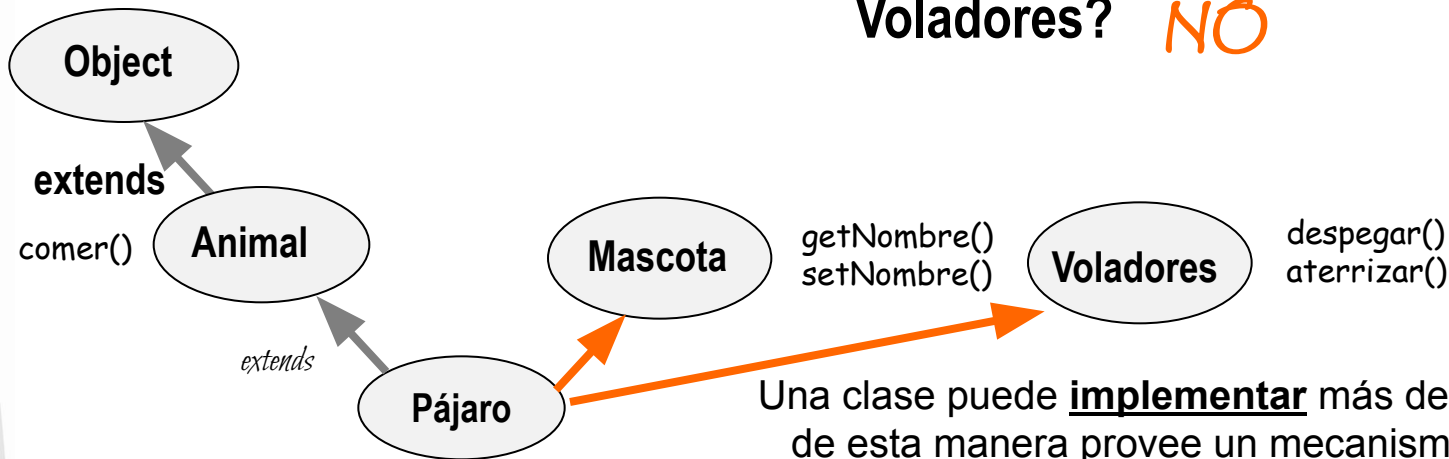 Voladores? NO
Object
extends
comer()
Animal
Mascota
getNombre()
setNombre()
Voladores
despegar()
aterrizar()
extends
Pájaro
Una clase puede implementar más de
de esta manera provee un mecanism